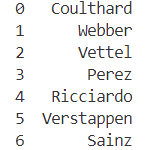 0 Coulthard
1 Webber
2 Vettel
3 Perez
4 Ricciardo
5 Verstappen
6 Sainz